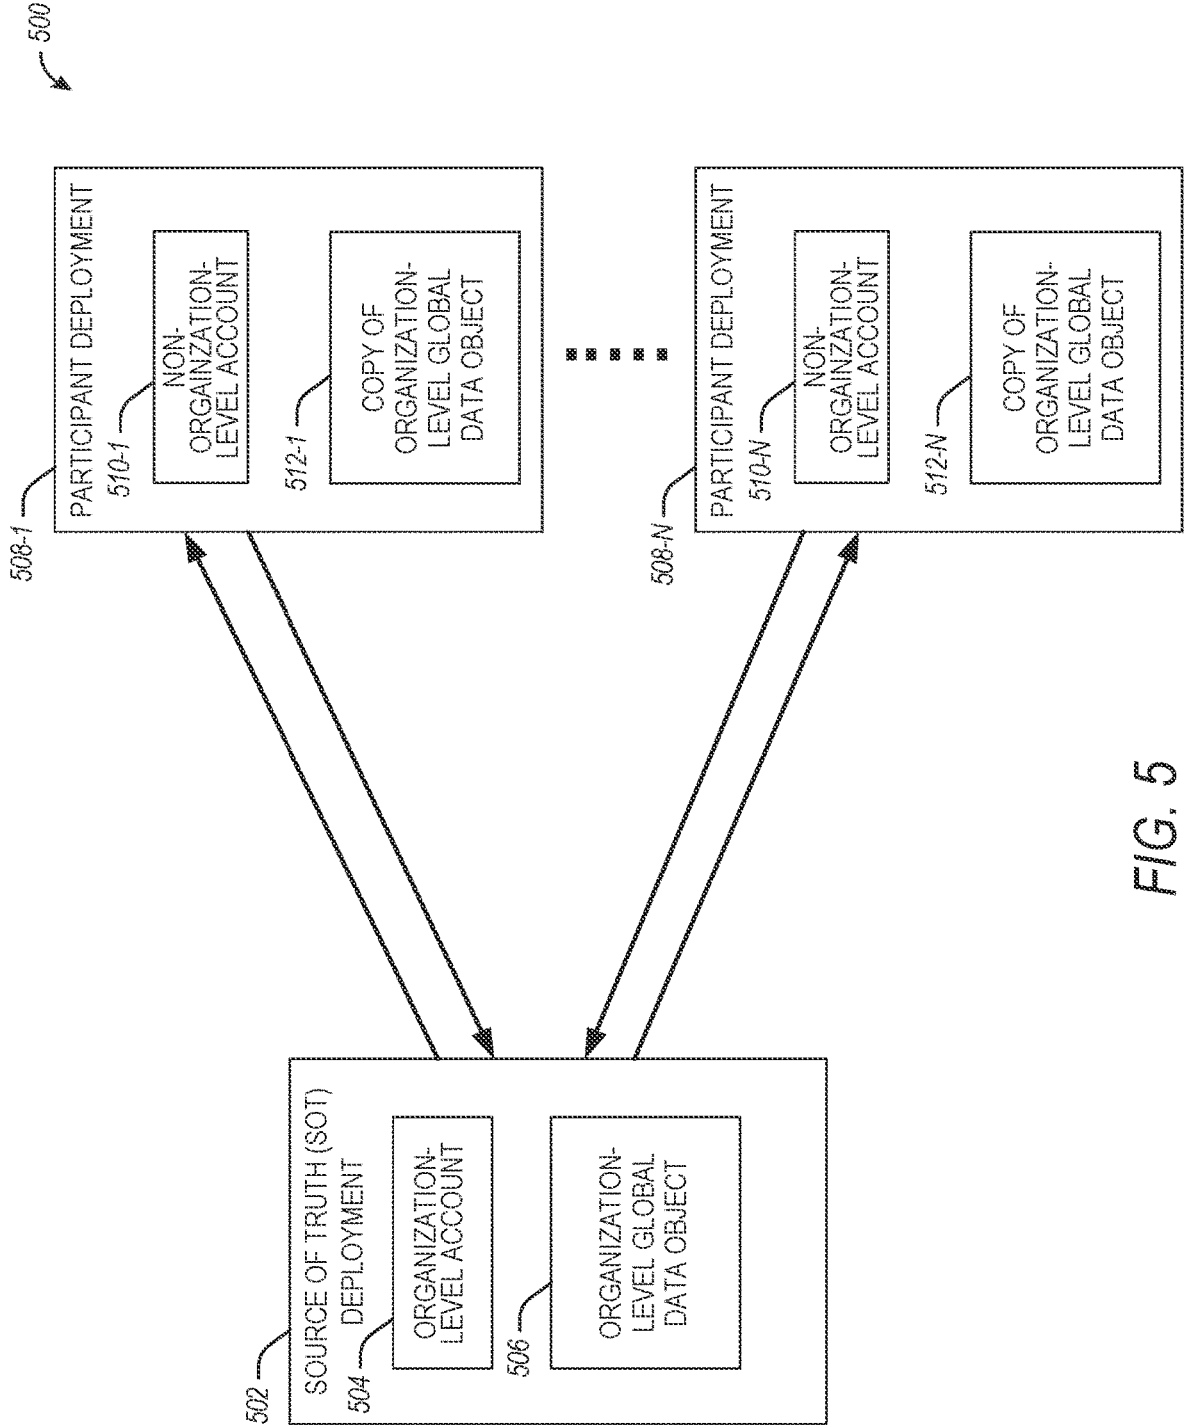 500
502
SOURCE OF TRUTH (SOT)
DEPLOYMENT
504
ORGANIZATION-
LEVEL ACCOUNT
506
ORGANIZATION-
LEVEL GLOBAL
DATA OBJECT
508-1
PARTICIPANT DEPLOYMENT
510-1
NON-
ORGAINZATION-
LEVEL ACCOUNT
512-1
COPY OF
ORGANIZATION-
LEVEL GLOBAL
DATA OBJECT
508-N
PARTICIPANT DEPLOYMENT
510-N
NON-
ORGAINZATION-
LEVEL ACCOUNT
512-N
COPY OF
ORGANIZATION-
LEVEL GLOBAL
DATA OBJECT
FIG. 5